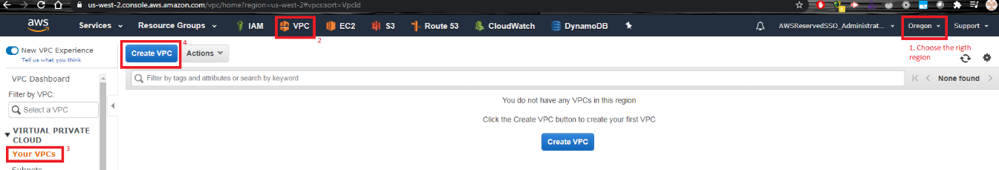 us-west-2.console.aws.amazon.com/vpc/home?region=us-west-2#vpcs:sort=VpcId
aws Services Resource Groups IAM VPC EC2 S3 Route 53 CloudWatch DynamoDB AWSReservedSSO_Administrat... Oregon Support
2
New VPC Experience
Tell us what you think
4
Create VPC Actions
1. Choose the rigth
region
VPC Dashboard
Filter by tags and attributes or search by keyword
None found
Filter by VPC:
Select a VPC
You do not have any VPCs in this region
Click the Create VPC button to create your first VPC
Create VPC
VIRTUAL PRIVATE
CLOUD
Your VPCs
3
Subnets